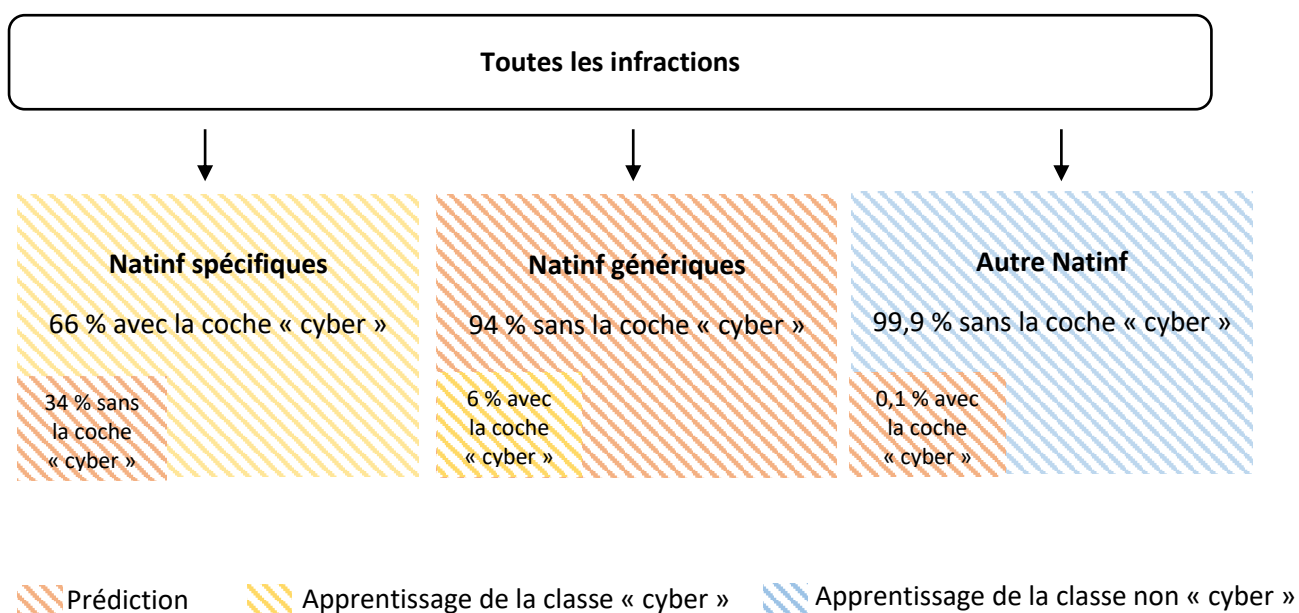 Toutes les infractions
Natinf spécifiques
66 % avec la coche « cyber »
34 % sans
la coche
« cyber »
Natinf génériques
94 % sans la coche « cyber »
6 % avec
la coche
« cyber »
Autre Natinf
99,9 % sans la coche « cyber »
0,1 % avec
la coche
« cyber »
Prédiction
Apprentissage de la classe « cyber »
Apprentissage de la classe non « cyber »